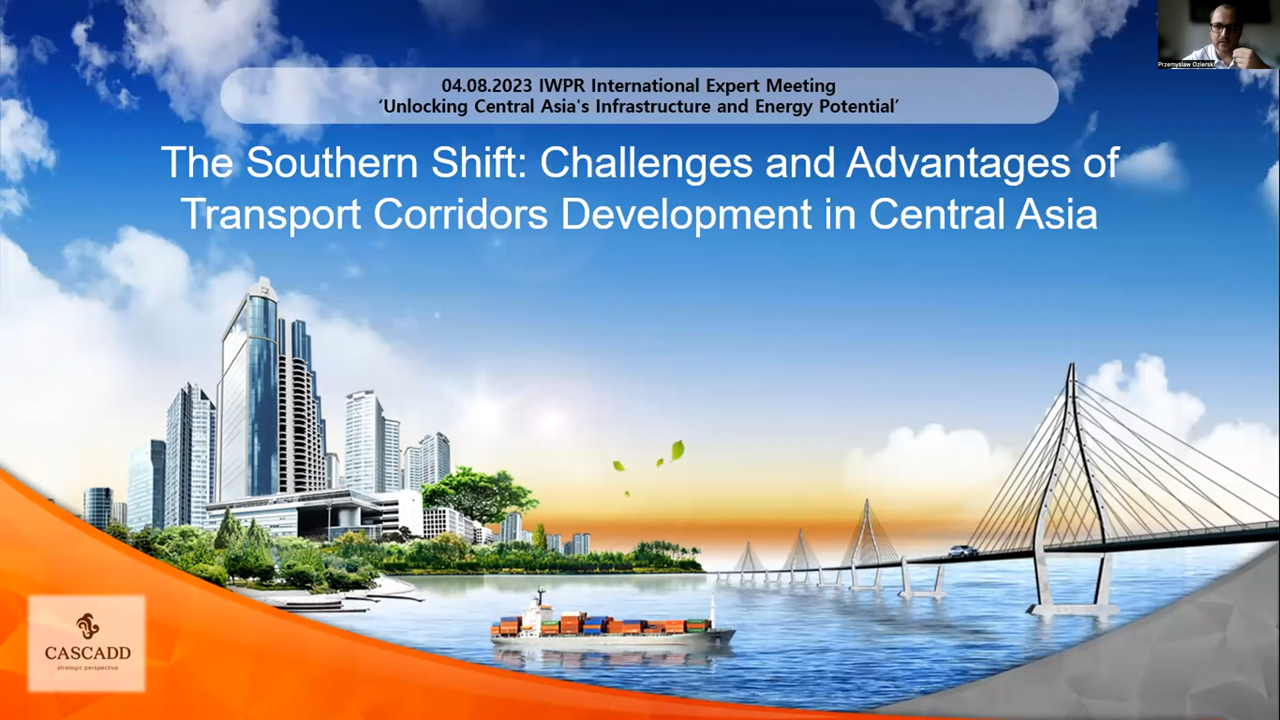 04.08.2023 IWPR International Expert Meeting
‘Unlocking Central Asia's Infrastructure and Energy Potential’
Przemyslaw Ozierski
The Southern Shift: Challenges and Advantages of
Transport Corridors Development in Central Asia
CASCADD
strategic perspective